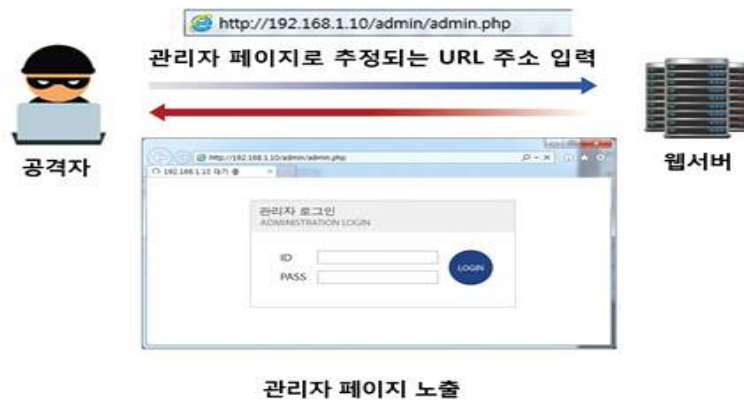 http://192.168.1.10/admin/admin.php
관리자 페이지로 추정되는 URL 주소 입력
공격자
웹서버
http://192.168.1.10/admin/admin.php
192.168.1.10 대기 중
관리자 로그인
ADMINISTRATION LOGIN
ID
PASS
LOGIN
관리자 페이지 노출